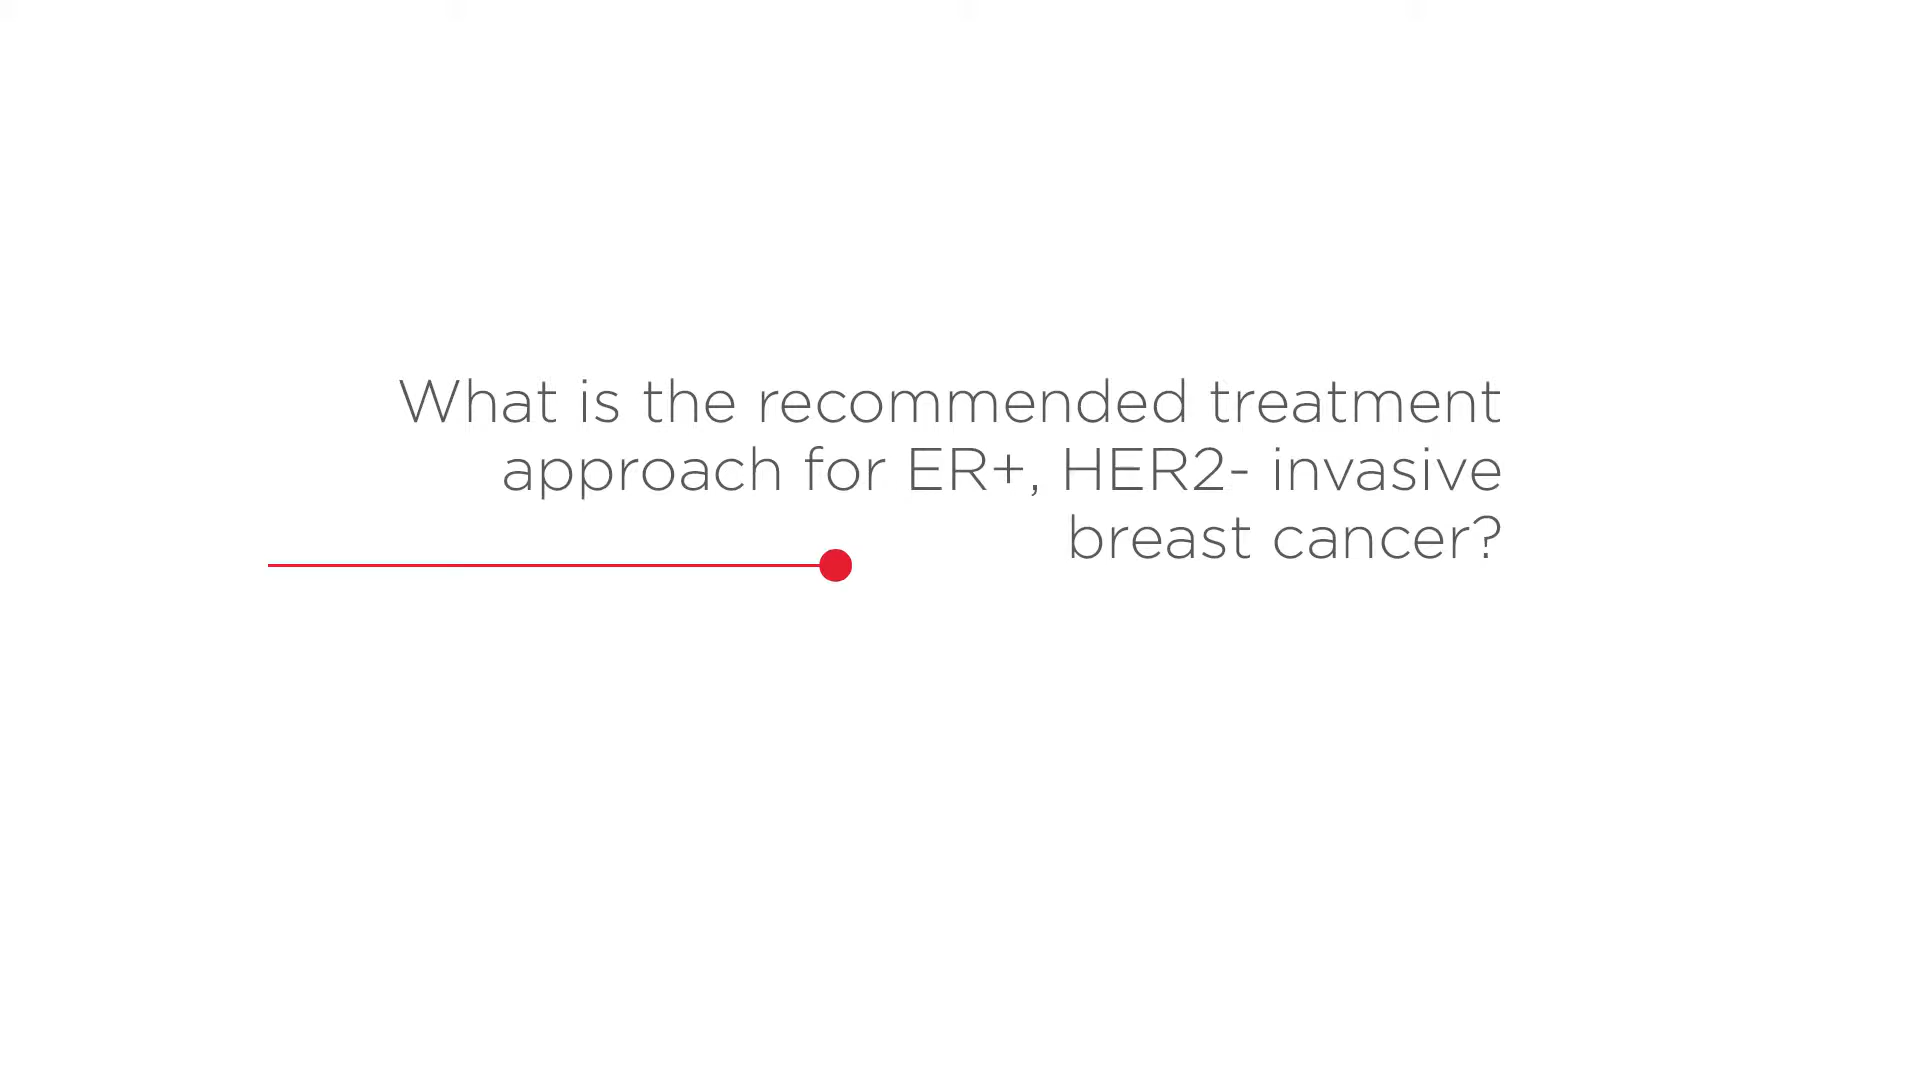 What is the recommended treatment
approach for ER+, HER2- invasive
breast cancer?